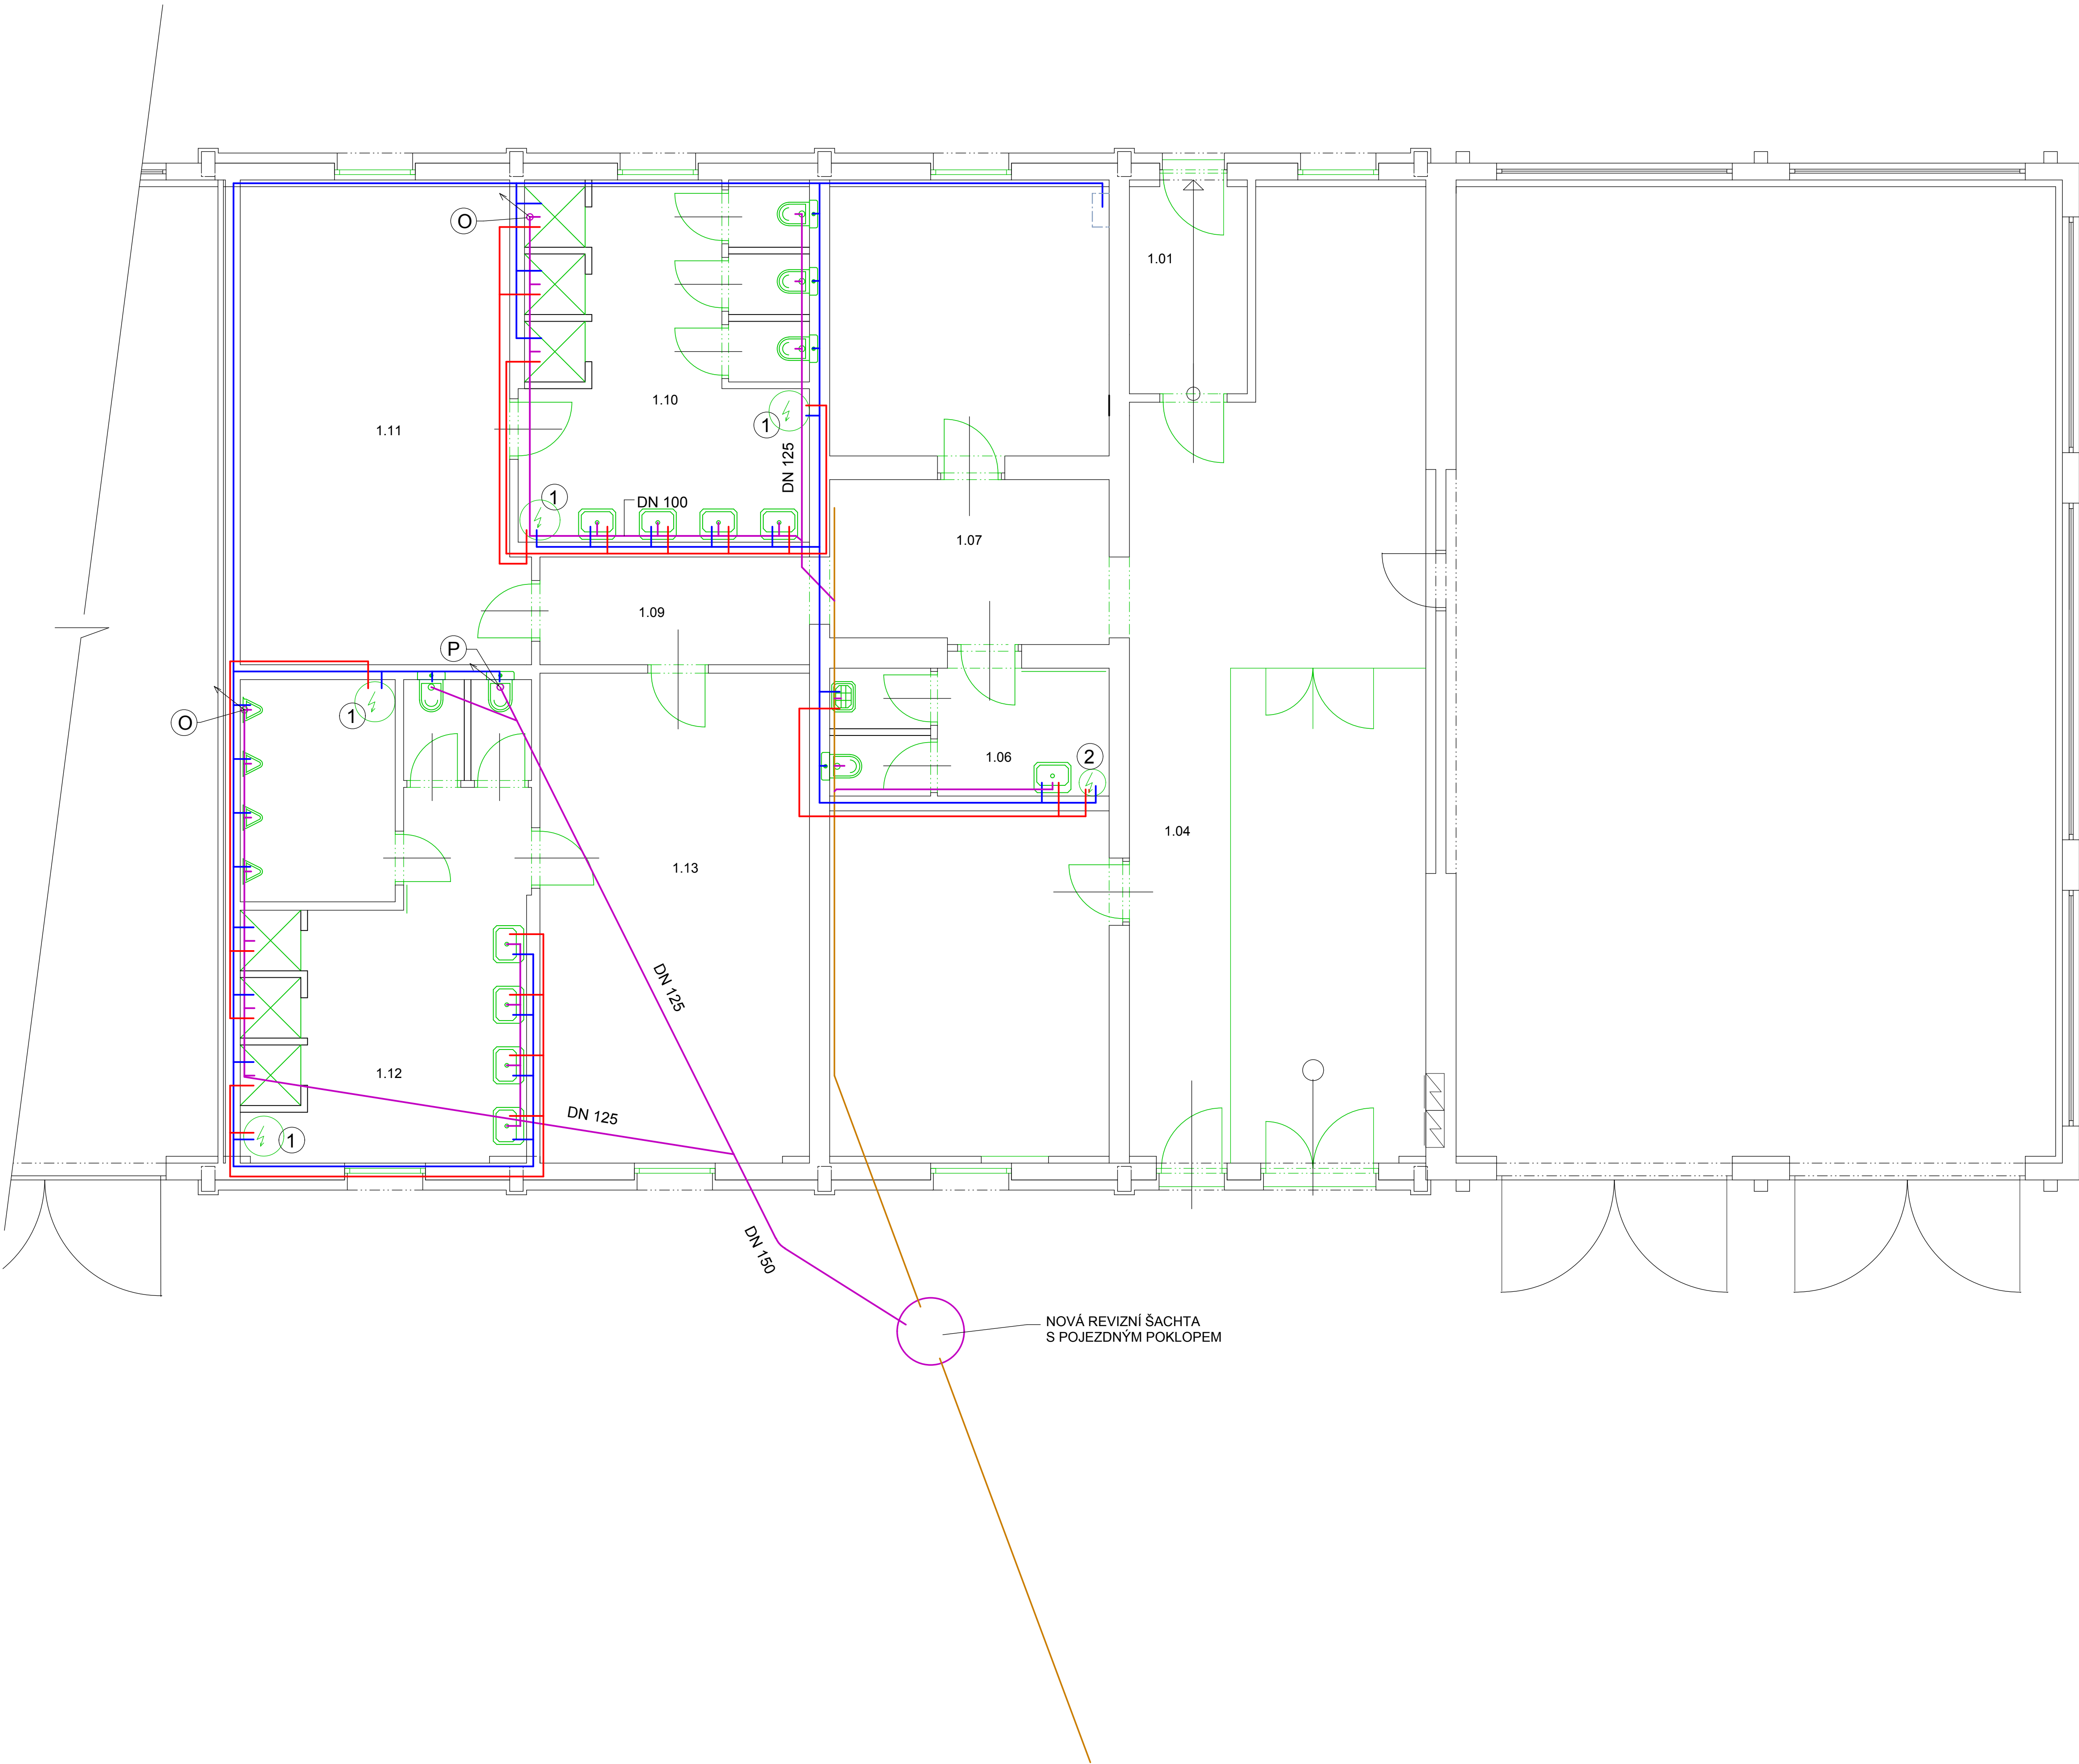 O
1.01
1.10
1.11
1
DN 125
1
DN 100
1.07
1.09
P
O
1
1.06
2
1.04
1.13
DN 125
1.12
DN 125
1
DN 150
NOVÁ REVIZNÍ ŠACHTA
S POJEZDNÝM POKLOPEM